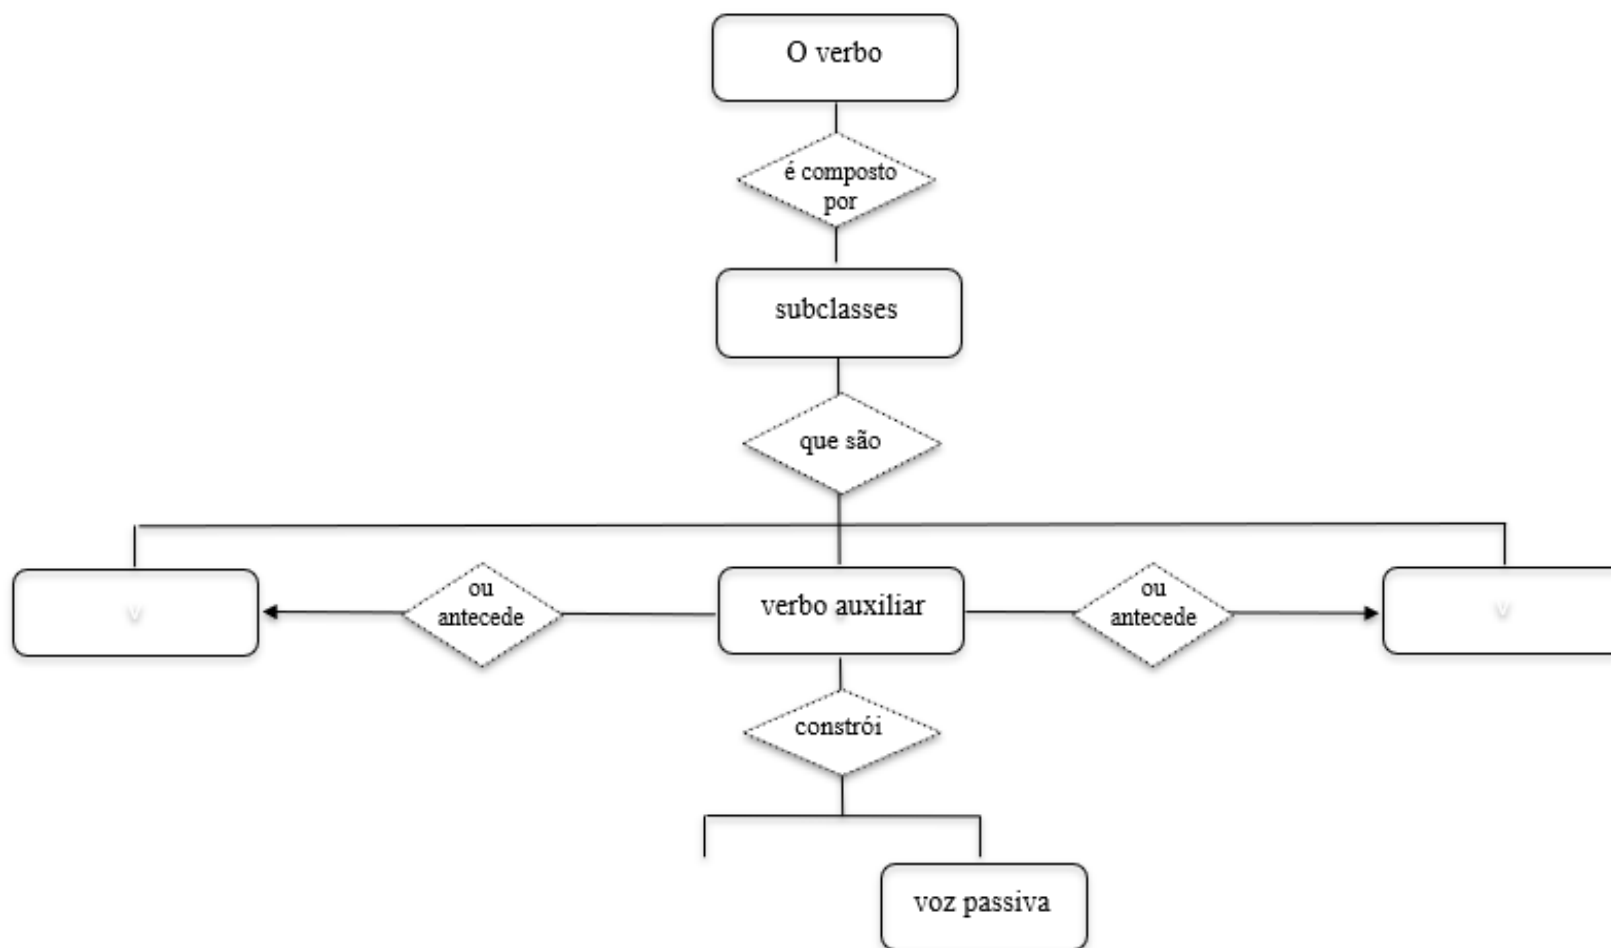 O verbo
é composto
por
subclasses
que são
v
ou
antecede
verbo auxiliar
ou
antecede
v
constrói
voz passiva